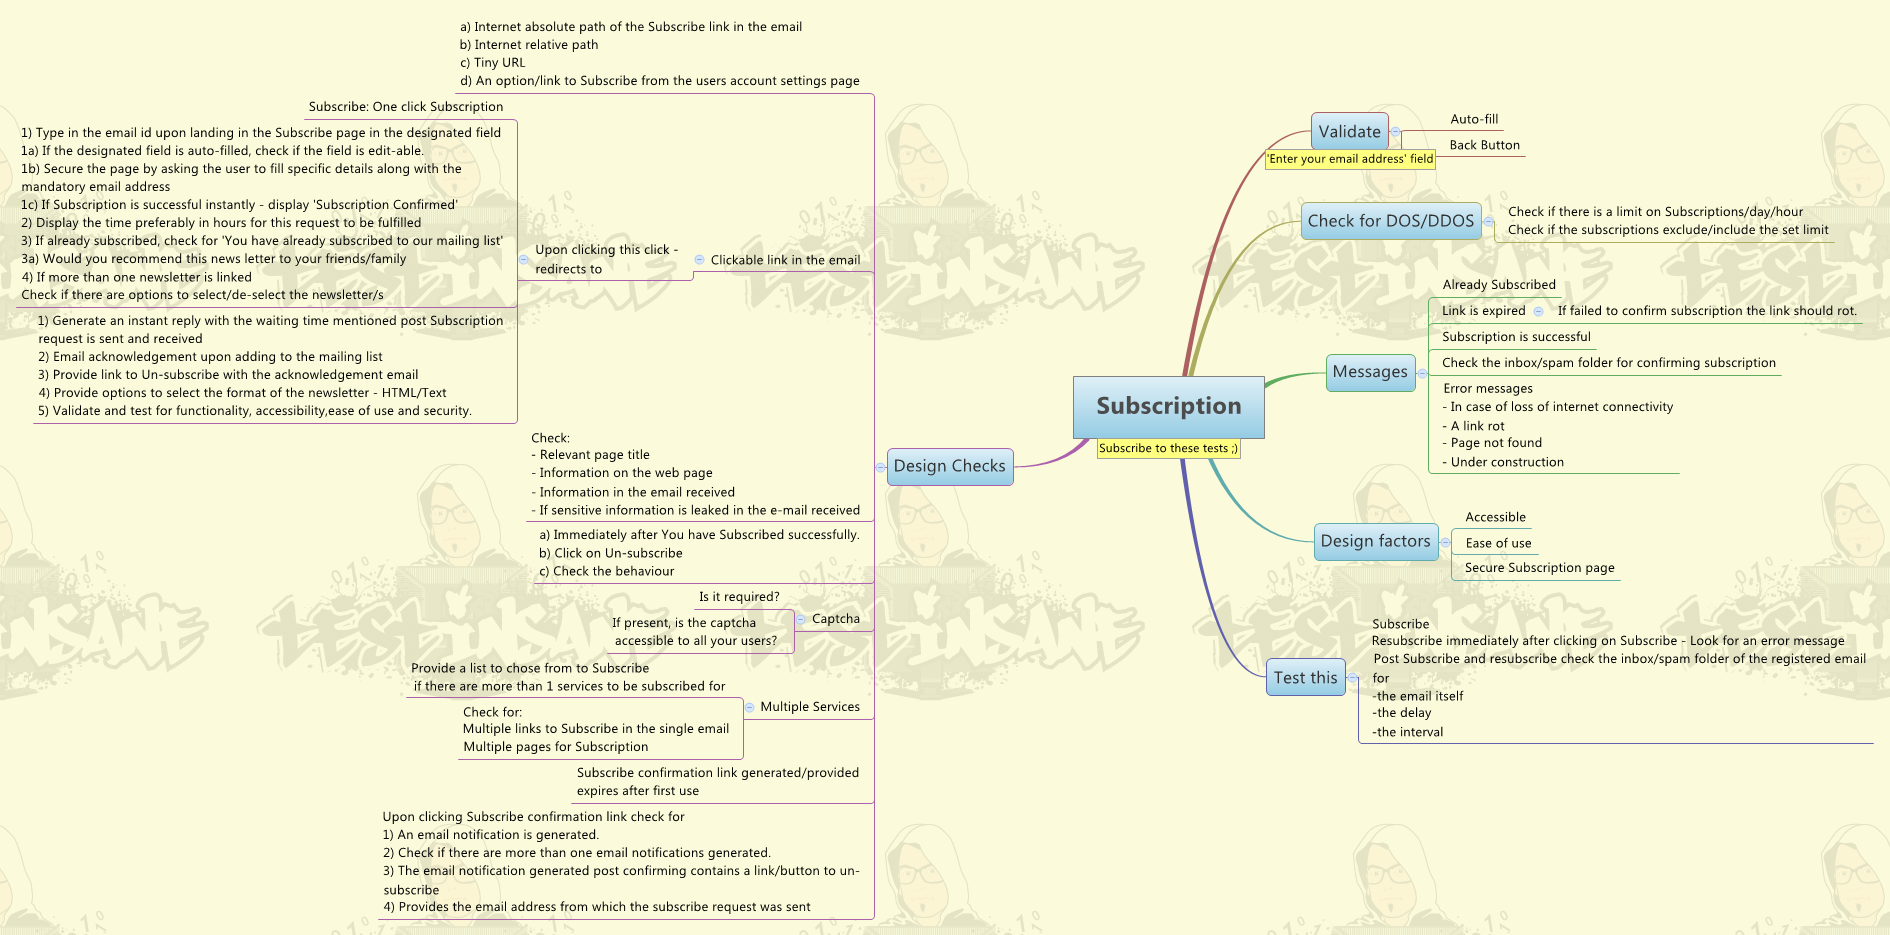 Subscription
Subscribe to these tests ;)
Validate
'Enter your email address' field
Auto-fill
Back Button
Check for DOS/DDOS
Check if there is a limit on Subscriptions/day/hour
Check if the subscriptions exclude/include the set limit
Messages
Already Subscribed
Link is expired
If failed to confirm subscription the link should rot.
Subscription is successful
Check the inbox/spam folder for confirming subscription
Error messages
- In case of loss of internet connectivity
- A link rot
- Page not found
- Under construction
Design factors
Accessible
Ease of use
Secure Subscription page
Test this
Subscribe
Resubscribe immediately after clicking on Subscribe - Look for an error message
Post Subscribe and resubscribe check the inbox/spam folder of the registered email
for
-the email itself
-the delay
-the interval
Design Checks
a) Internet absolute path of the Subscribe link in the email
b) Internet relative path
c) Tiny URL
d) An option/link to Subscribe from the users account settings page
Clickable link in the email
Upon clicking this click -
redirects to
Subscribe: One click Subscription
1) Type in the email id upon landing in the Subscribe page in the designated field
1a) If the designated field is auto-filled, check if the field is edit-able.
1b) Secure the page by asking the user to fill specific details along with the
mandatory email address
1c) If Subscription is successful instantly - display 'Subscription Confirmed'
2) Display the time preferably in hours for this request to be fulfilled
3) If already subscribed, check for 'You have already subscribed to our mailing list'
3a) Would you recommend this news letter to your friends/family
4) If more than one newsletter is linked
Check if there are options to select/de-select the newsletter/s
1) Generate an instant reply with the waiting time mentioned post Subscription
request is sent and received
2) Email acknowledgement upon adding to the mailing list
3) Provide link to Un-subscribe with the acknowledgement email
4) Provide options to select the format of the newsletter - HTML/Text
5) Validate and test for functionality, accessibility,ease of use and security.
Check:
- Relevant page title
- Information on the web page
- Information in the email received
- If sensitive information is leaked in the e-mail received
a) Immediately after You have Subscribed successfully.
b) Click on Un-subscribe
c) Check the behaviour
Captcha
Is it required?
If present, is the captcha
accessible to all your users?
Multiple Services
Provide a list to chose from to Subscribe
if there are more than 1 services to be subscribed for
Check for:
Multiple links to Subscribe in the single email
Multiple pages for Subscription
Subscribe confirmation link generated/provided
expires after first use
Upon clicking Subscribe confirmation link check for
1) An email notification is generated.
2) Check if there are more than one email notifications generated.
3) The email notification generated post confirming contains a link/button to un-
subscribe
4) Provides the email address from which the subscribe request was sent
TEST INSANE